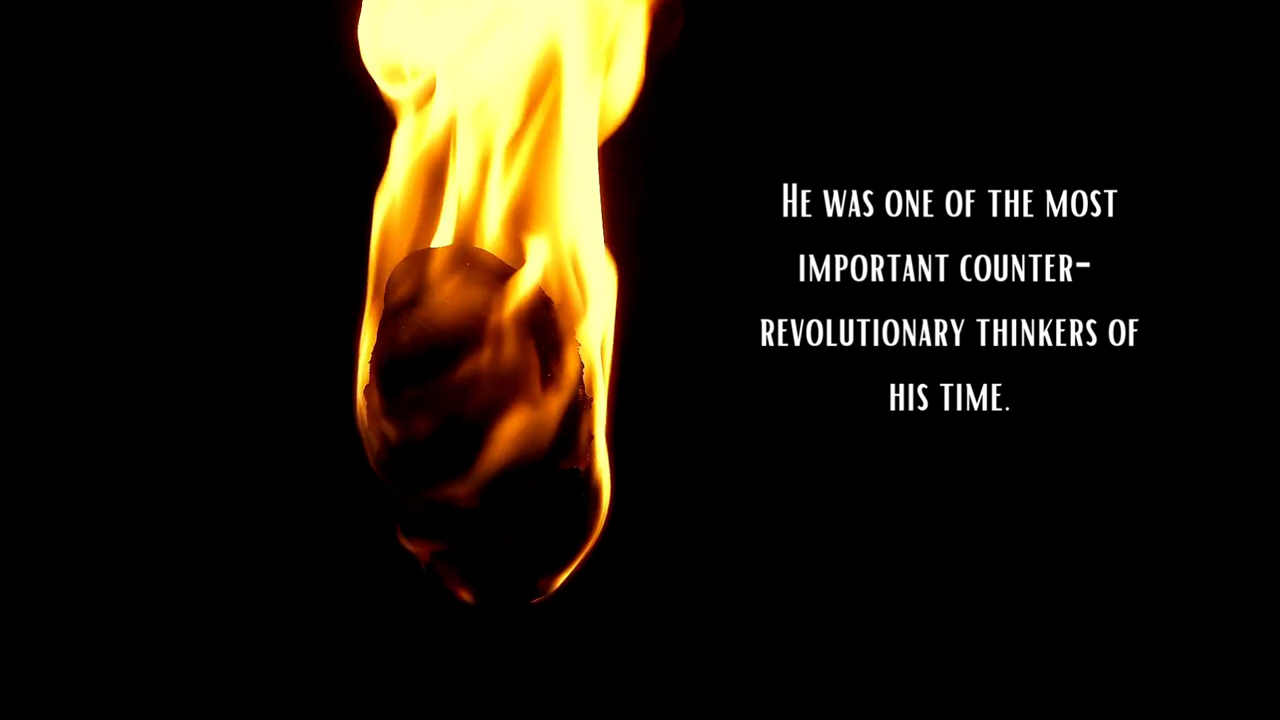 He was one of the most
important counter-
revolutionary thinkers of
his time.